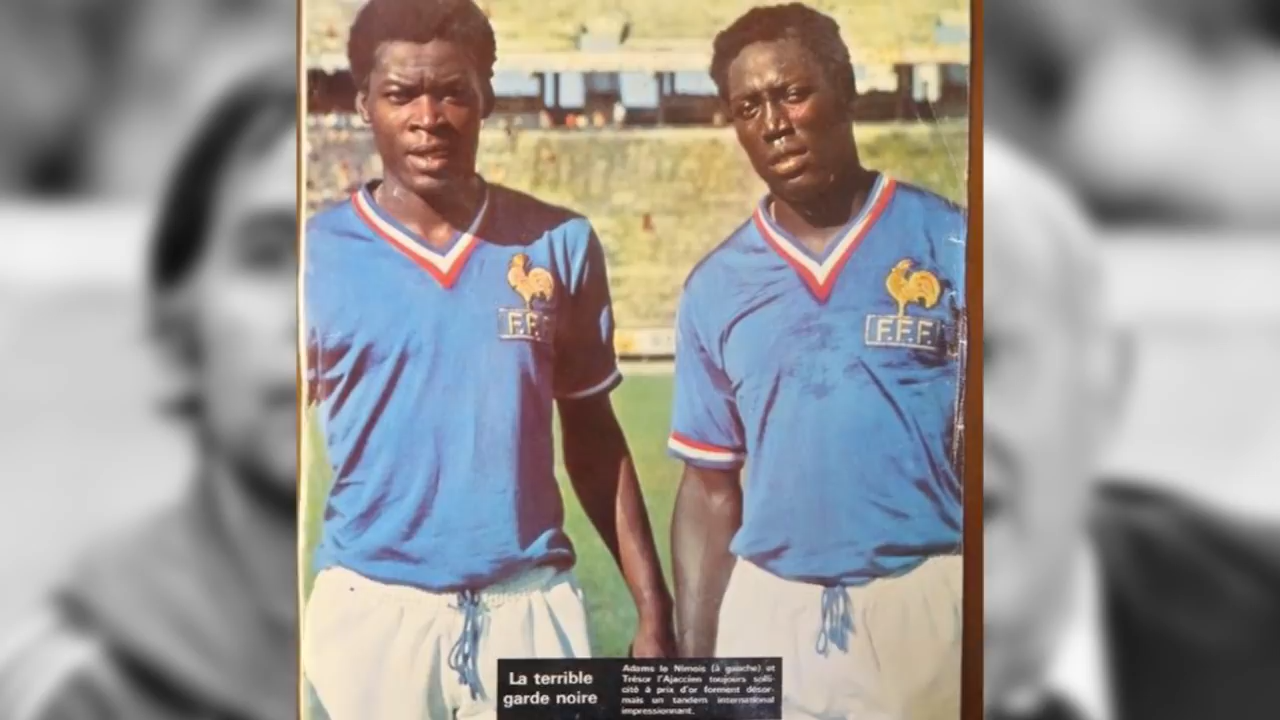 F.F.
F.F.F.
La terrible
garde noire
Adams le Nimois (à gauche) et
Trésor l'Ajaccien toujours solli-
cité à prix d'or forment désor-
mais un tandem international
impressionnant.